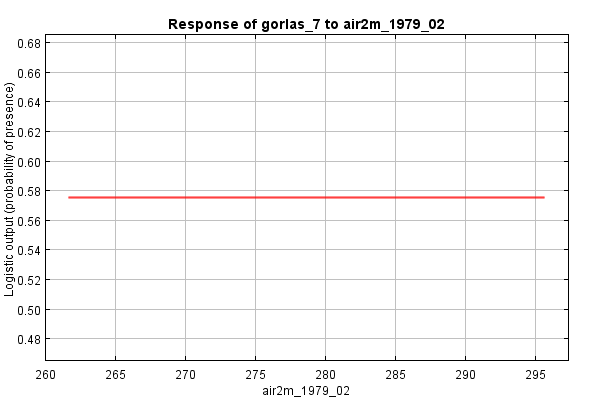 Response of gorlas_7 to air2m_1979_02
Logistic output (probability of presence)
0.68
0.66
0.64
0.62
0.60
0.58
0.56
0.54
0.52
0.50
0.48
260 265 270 275 280 285 290 295
air2m_1979_02